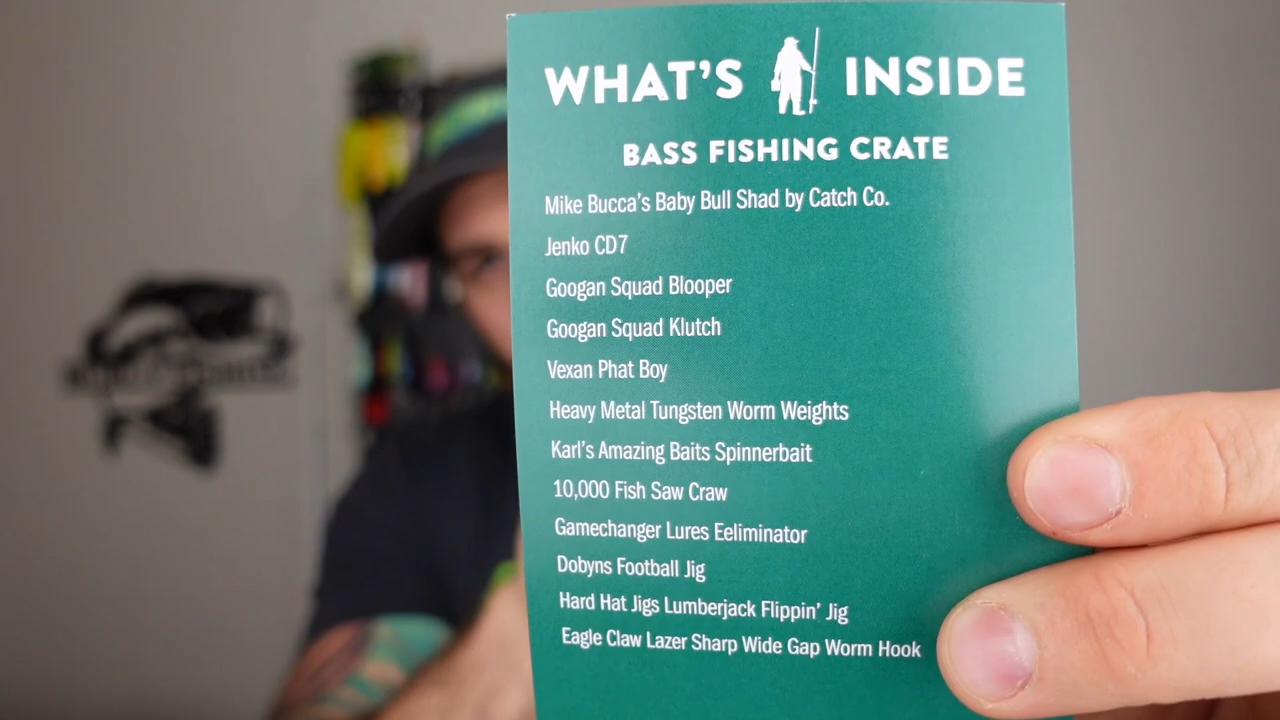 WHAT'S INSIDE
BASS FISHING CRATE
Mike Bucca's Baby Bull Shad by Catch Co.
Jenko CD7
Googan Squad Blooper
Googan Squad Klutch
Vexan Phat Boy
Heavy Metal Tungsten Worm Weights
Karl's Amazing Baits Spinnerbait
10,000 Fish Saw Craw
Gamechanger Lures Eeliminator
Dobyns Football Jig
Hard Hat Jigs Lumberjack Flippin' Jig
Eagle Claw Lazer Sharp Wide Gap Worm Hook